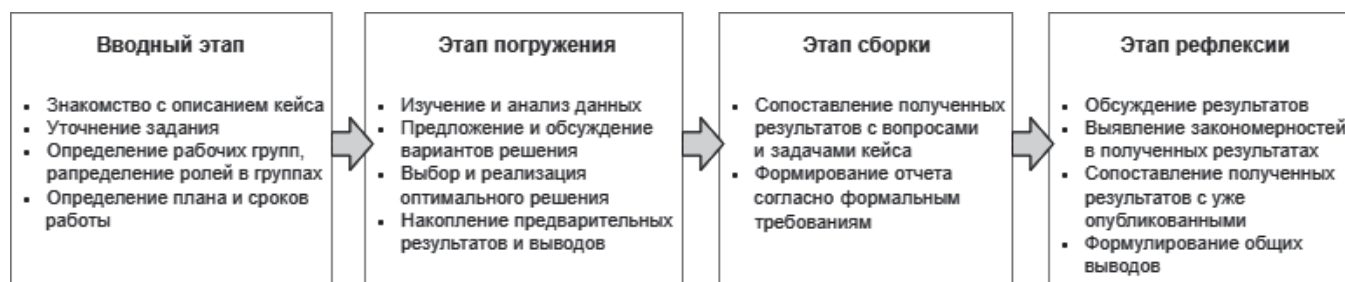 Вводный этап
▪ Знакомство с описанием кейса
▪ Уточнение задания
▪ Определение рабочих групп,
рапределение ролей в группах
▪ Определение плана и сроков
работы
Этап погружения
▪ Изучение и анализ данных
▪ Предложение и обсуждение
вариантов решения
▪ Выбор и реализация
оптимального решения
▪ Накопление предварительных
результатов и выводов
Этап сборки
▪ Сопоставление полученных
результатов с вопросами
и задачами кейса
▪ Формирование отчета
согласно формальным
требованиям
Этап рефлексии
▪ Обсуждение результатов
▪ Выявление закономерностей
в полученных результатах
▪ Сопоставление полученных
результатов с уже
опубликованными
▪ Формулирование общих
выводов